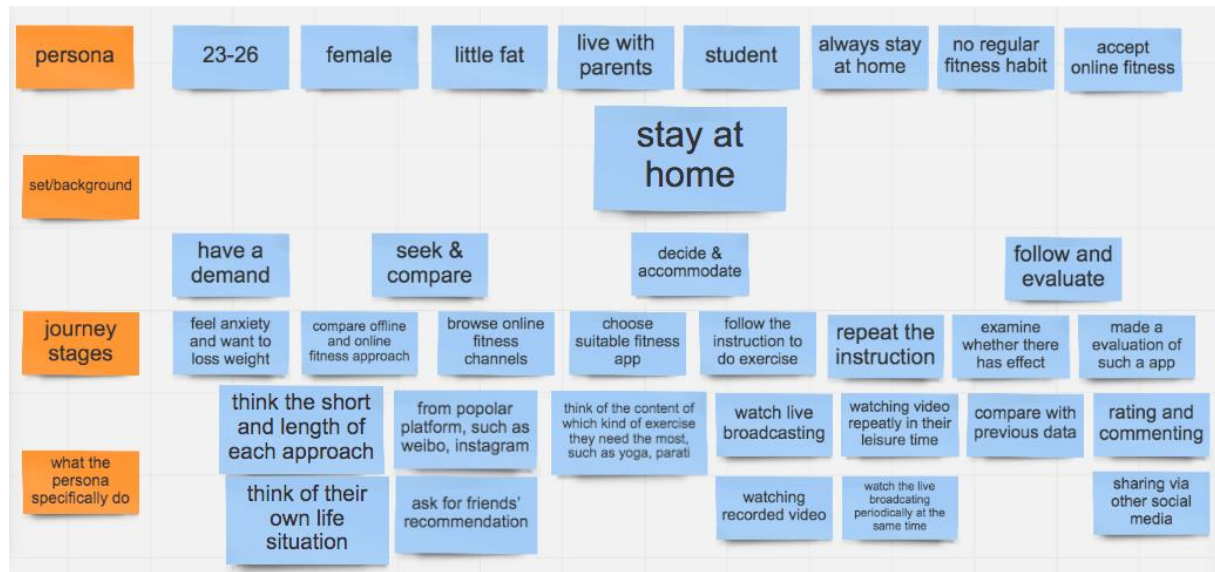 persona
23-26
female
little fat
live with
parents
student
always stay
at home
no regular
fitness habit
accept
online fitness
set/background
stay at
home
have a
demand
seek &
compare
decide &
accommodate
follow and
evaluate
journey
stages
feel anxiety
and want to
loss weight
compare offline
and online
fitness approach
browse online
fitness
channels
choose
suitable fitness
app
follow the
instruction to
do exercise
repeat the
instruction
examine
whether there
has effect
made a
evaluation of
such a app
what the
persona
specifically do
think the short
and length of
each approach
from popolar
platform, such as
weibo, instagram
think of the content of
which kind of exercise
they need the most,
such as yoga, parati
watch live
broadcasting
watching video
repeatly in their
leisure time
compare with
previous data
rating and
commenting
think of their
own life
situation
ask for friends'
recommendation
watching
recorded video
watch the live
broadcating
periodically at the
same time
sharing via
other social
media